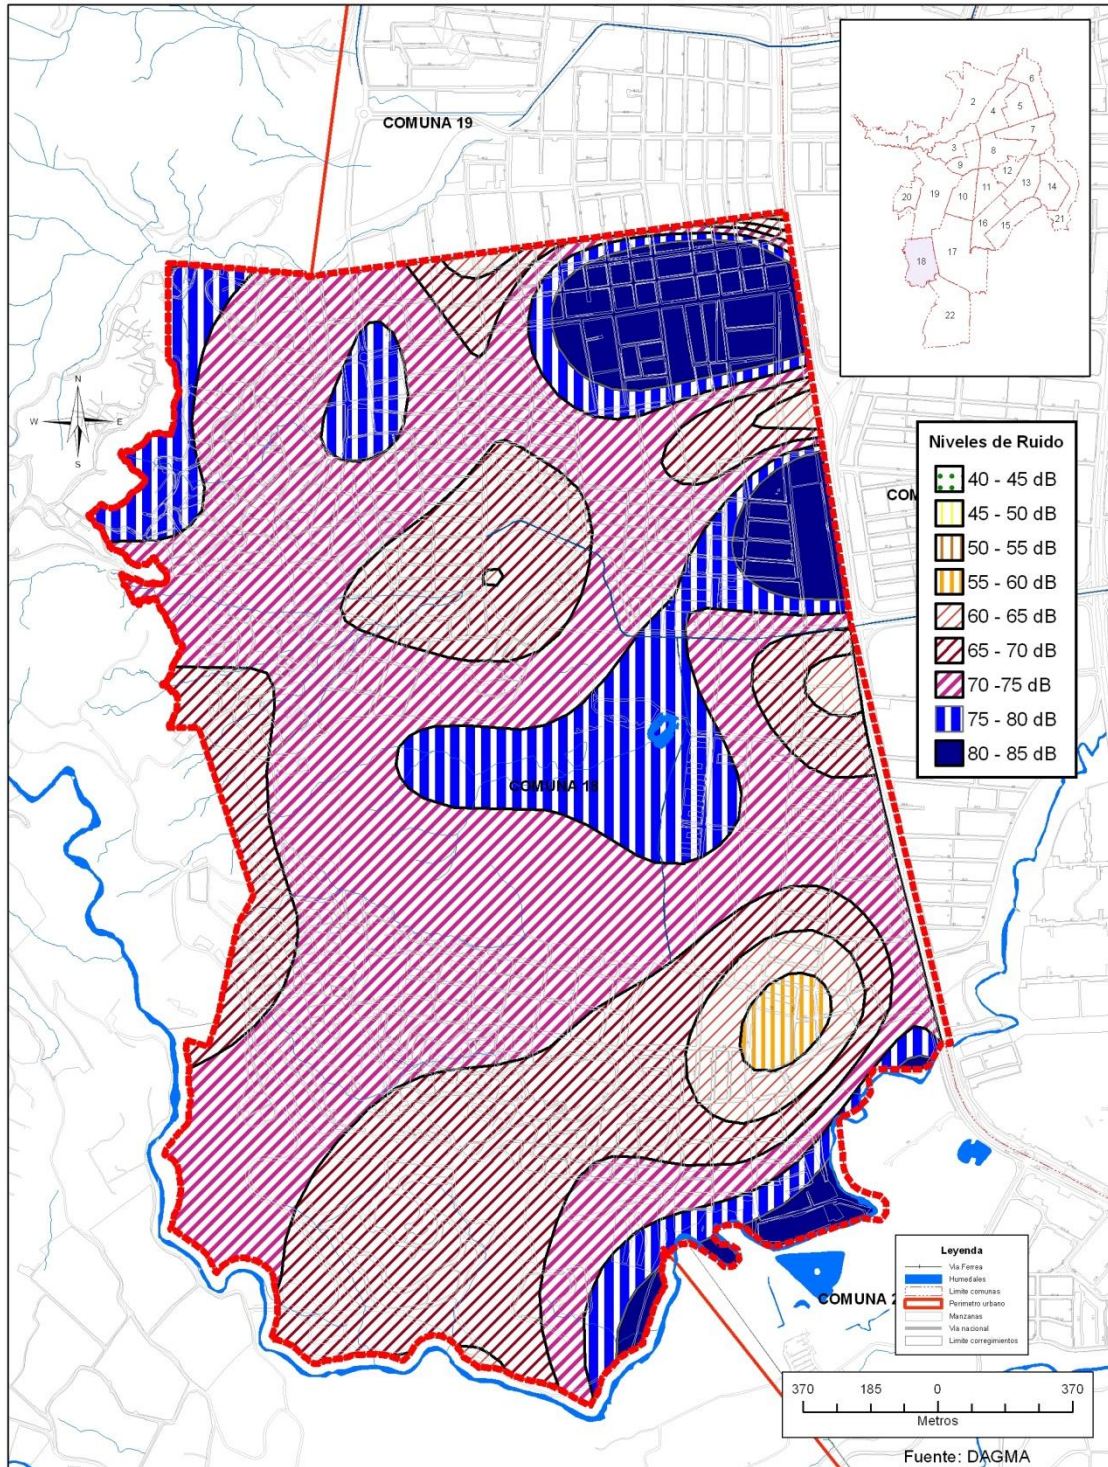 COMUNA 19
6
2
4
5
7
1
3
8
9
12
13
14
20
19
10
11
21
16
15
17
18
22
N
W
E
S
Niveles de Ruido
40 - 45 dB
45 - 50 dB
50 - 55 dB
55 - 60 dB
60 - 65 dB
65 - 70 dB
70 -75 dB
75 - 80 dB
80 - 85 dB
COM
COMUNA 18
Leyenda
Vía Ferrea
Humedales
Limite comunas
Perimetro urbano
Manzanas
Vía nacional
Limite corregimientos
COMUNA 2
370 185 0 370
Metros
Fuente: DAGMA